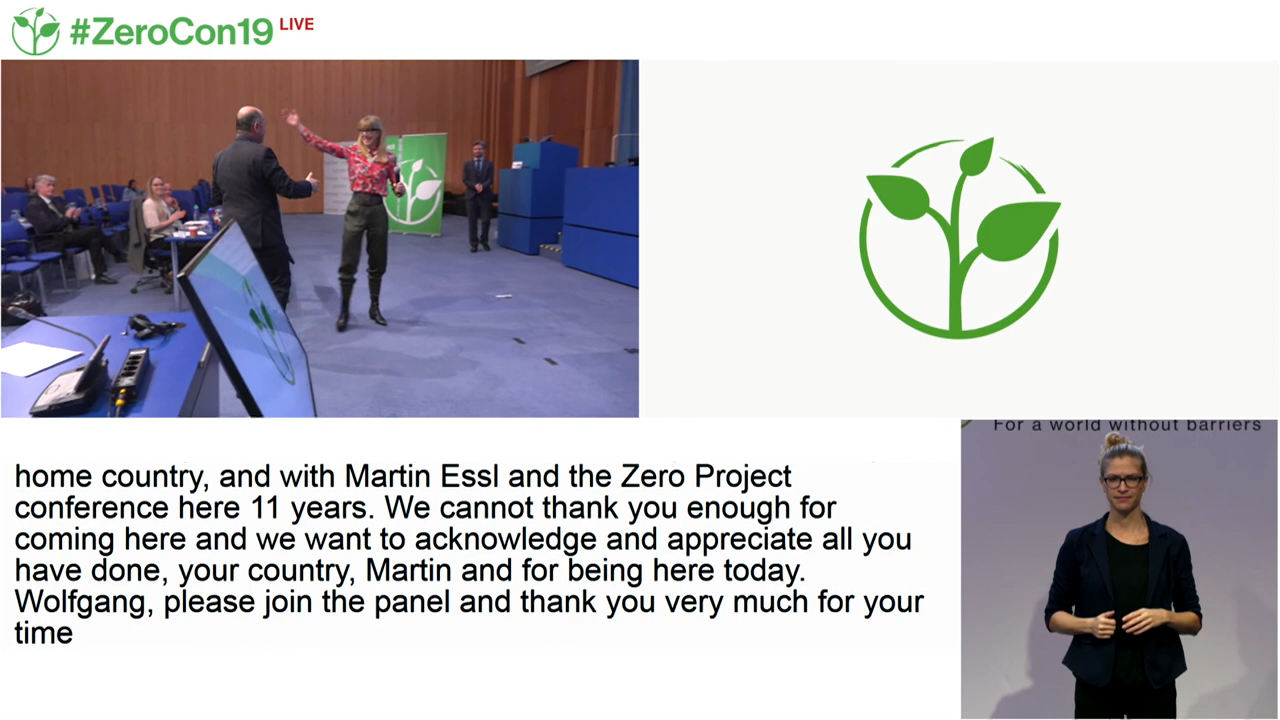 #ZeroCon19 LIVE
home country, and with Martin Essl and the Zero Project
conference here 11 years. We cannot thank you enough for
coming here and we want to acknowledge and appreciate all you
have done, your country, Martin and for being here today.
Wolfgang, please join the panel and thank you very much for your
time
For a world without barriers